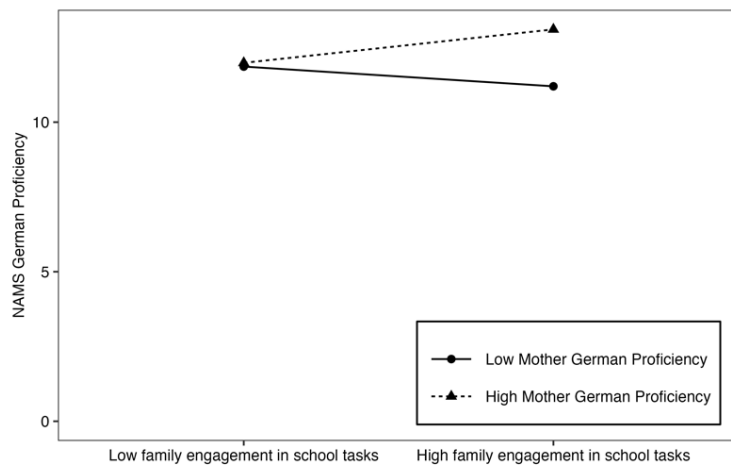 NAMS German Proficiency
10
5
0
Low family engagement in school tasks
High family engagement in school tasks
Low Mother German Proficiency
High Mother German Proficiency